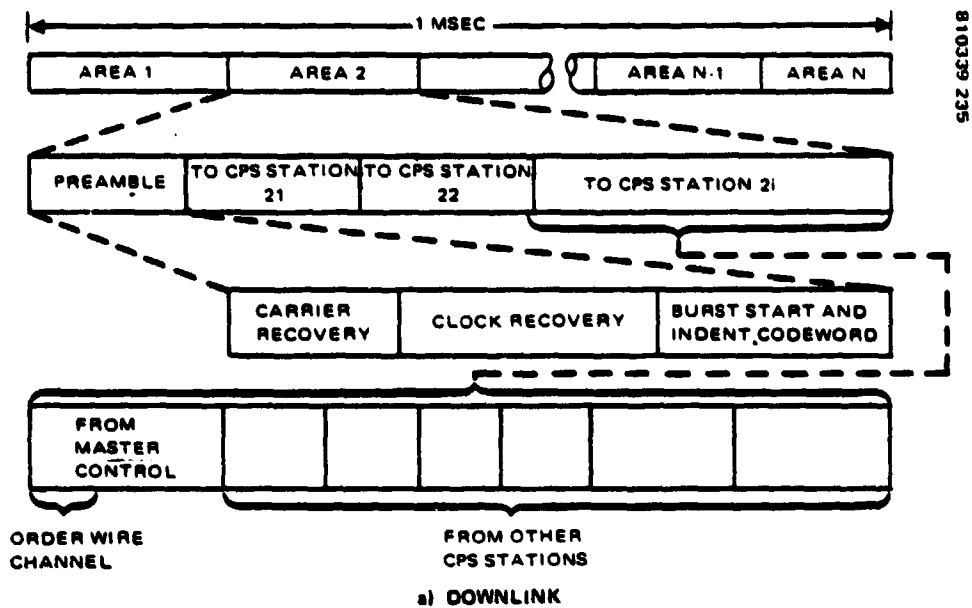 1 MSEC
810339 235
AREA 1
AREA 2
AREA N-1
AREA N
PREAMBLE
TO CPS STATION
21
TO CPS STATION
22
TO CPS STATION 2i
CARRIER
RECOVERY
CLOCK RECOVERY
BURST START AND
INDENT. CODEWORD
FROM
MASTER
CONTROL
ORDER WIRE
CHANNEL
FROM OTHER
CPS STATIONS
a) DOWNLINK